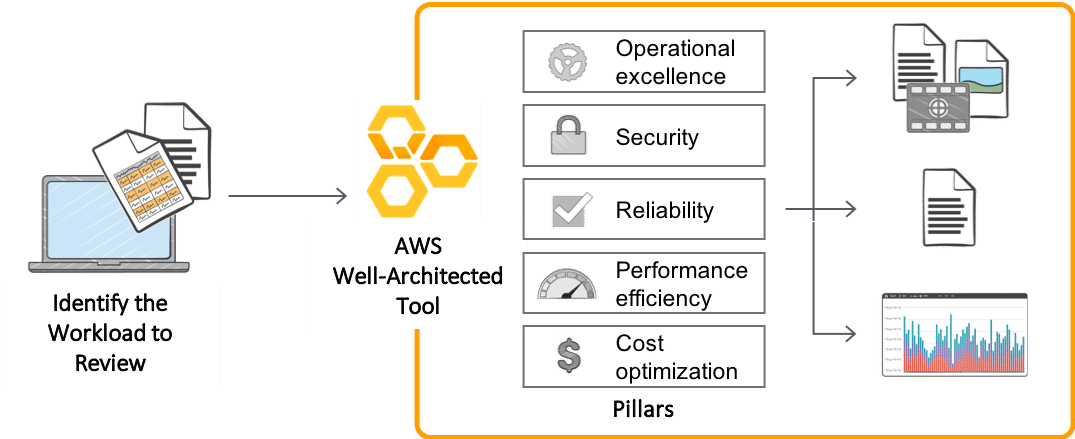 Identify the
Workload to
Review
AWS
Well-Architected
Tool
Operational
excellence
Security
Reliability
Performance
efficiency
$
Cost
optimization
Pillars